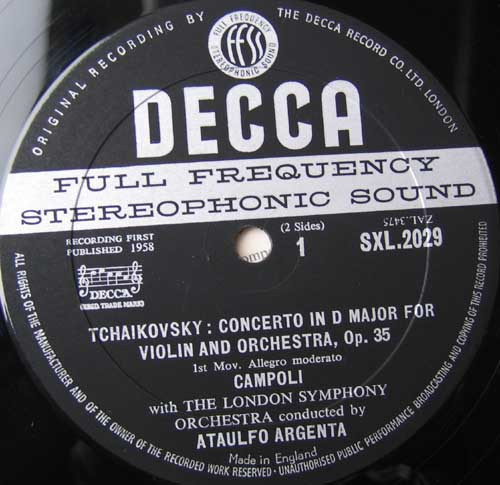 ORIGINAL RECORDING BY
FULL FREQUENCY
FFSS
STEREOPHONIC SOUND
THE DECCA RECORD CO. LTD. LONDON
DECCA
FULL FREQUENCY
STEREOPHONIC SOUND
RECORDING FIRST
PUBLISHED 1958
(2 Sides)
1
ZAL.3475
SXL.2029
DECCA
(REGD TRADE MARK)
TCHAIKOVSKY: CONCERTO IN D MAJOR FOR
VIOLIN AND ORCHESTRA, Op. 35
1st Mov. Allegro moderato
CAMPOLI
with THE LONDON SYMPHONY
ORCHESTRA conducted by
ATAULFO ARGENTA
Made in England
ALL RIGHTS OF THE MANUFACTURER AND OF THE OWNER OF THE RECORDED WORK RESERVED · UNAUTHORISED PUBLIC PERFORMANCE BROADCASTING AND COPYING OF THIS RECORD PROHIBITED